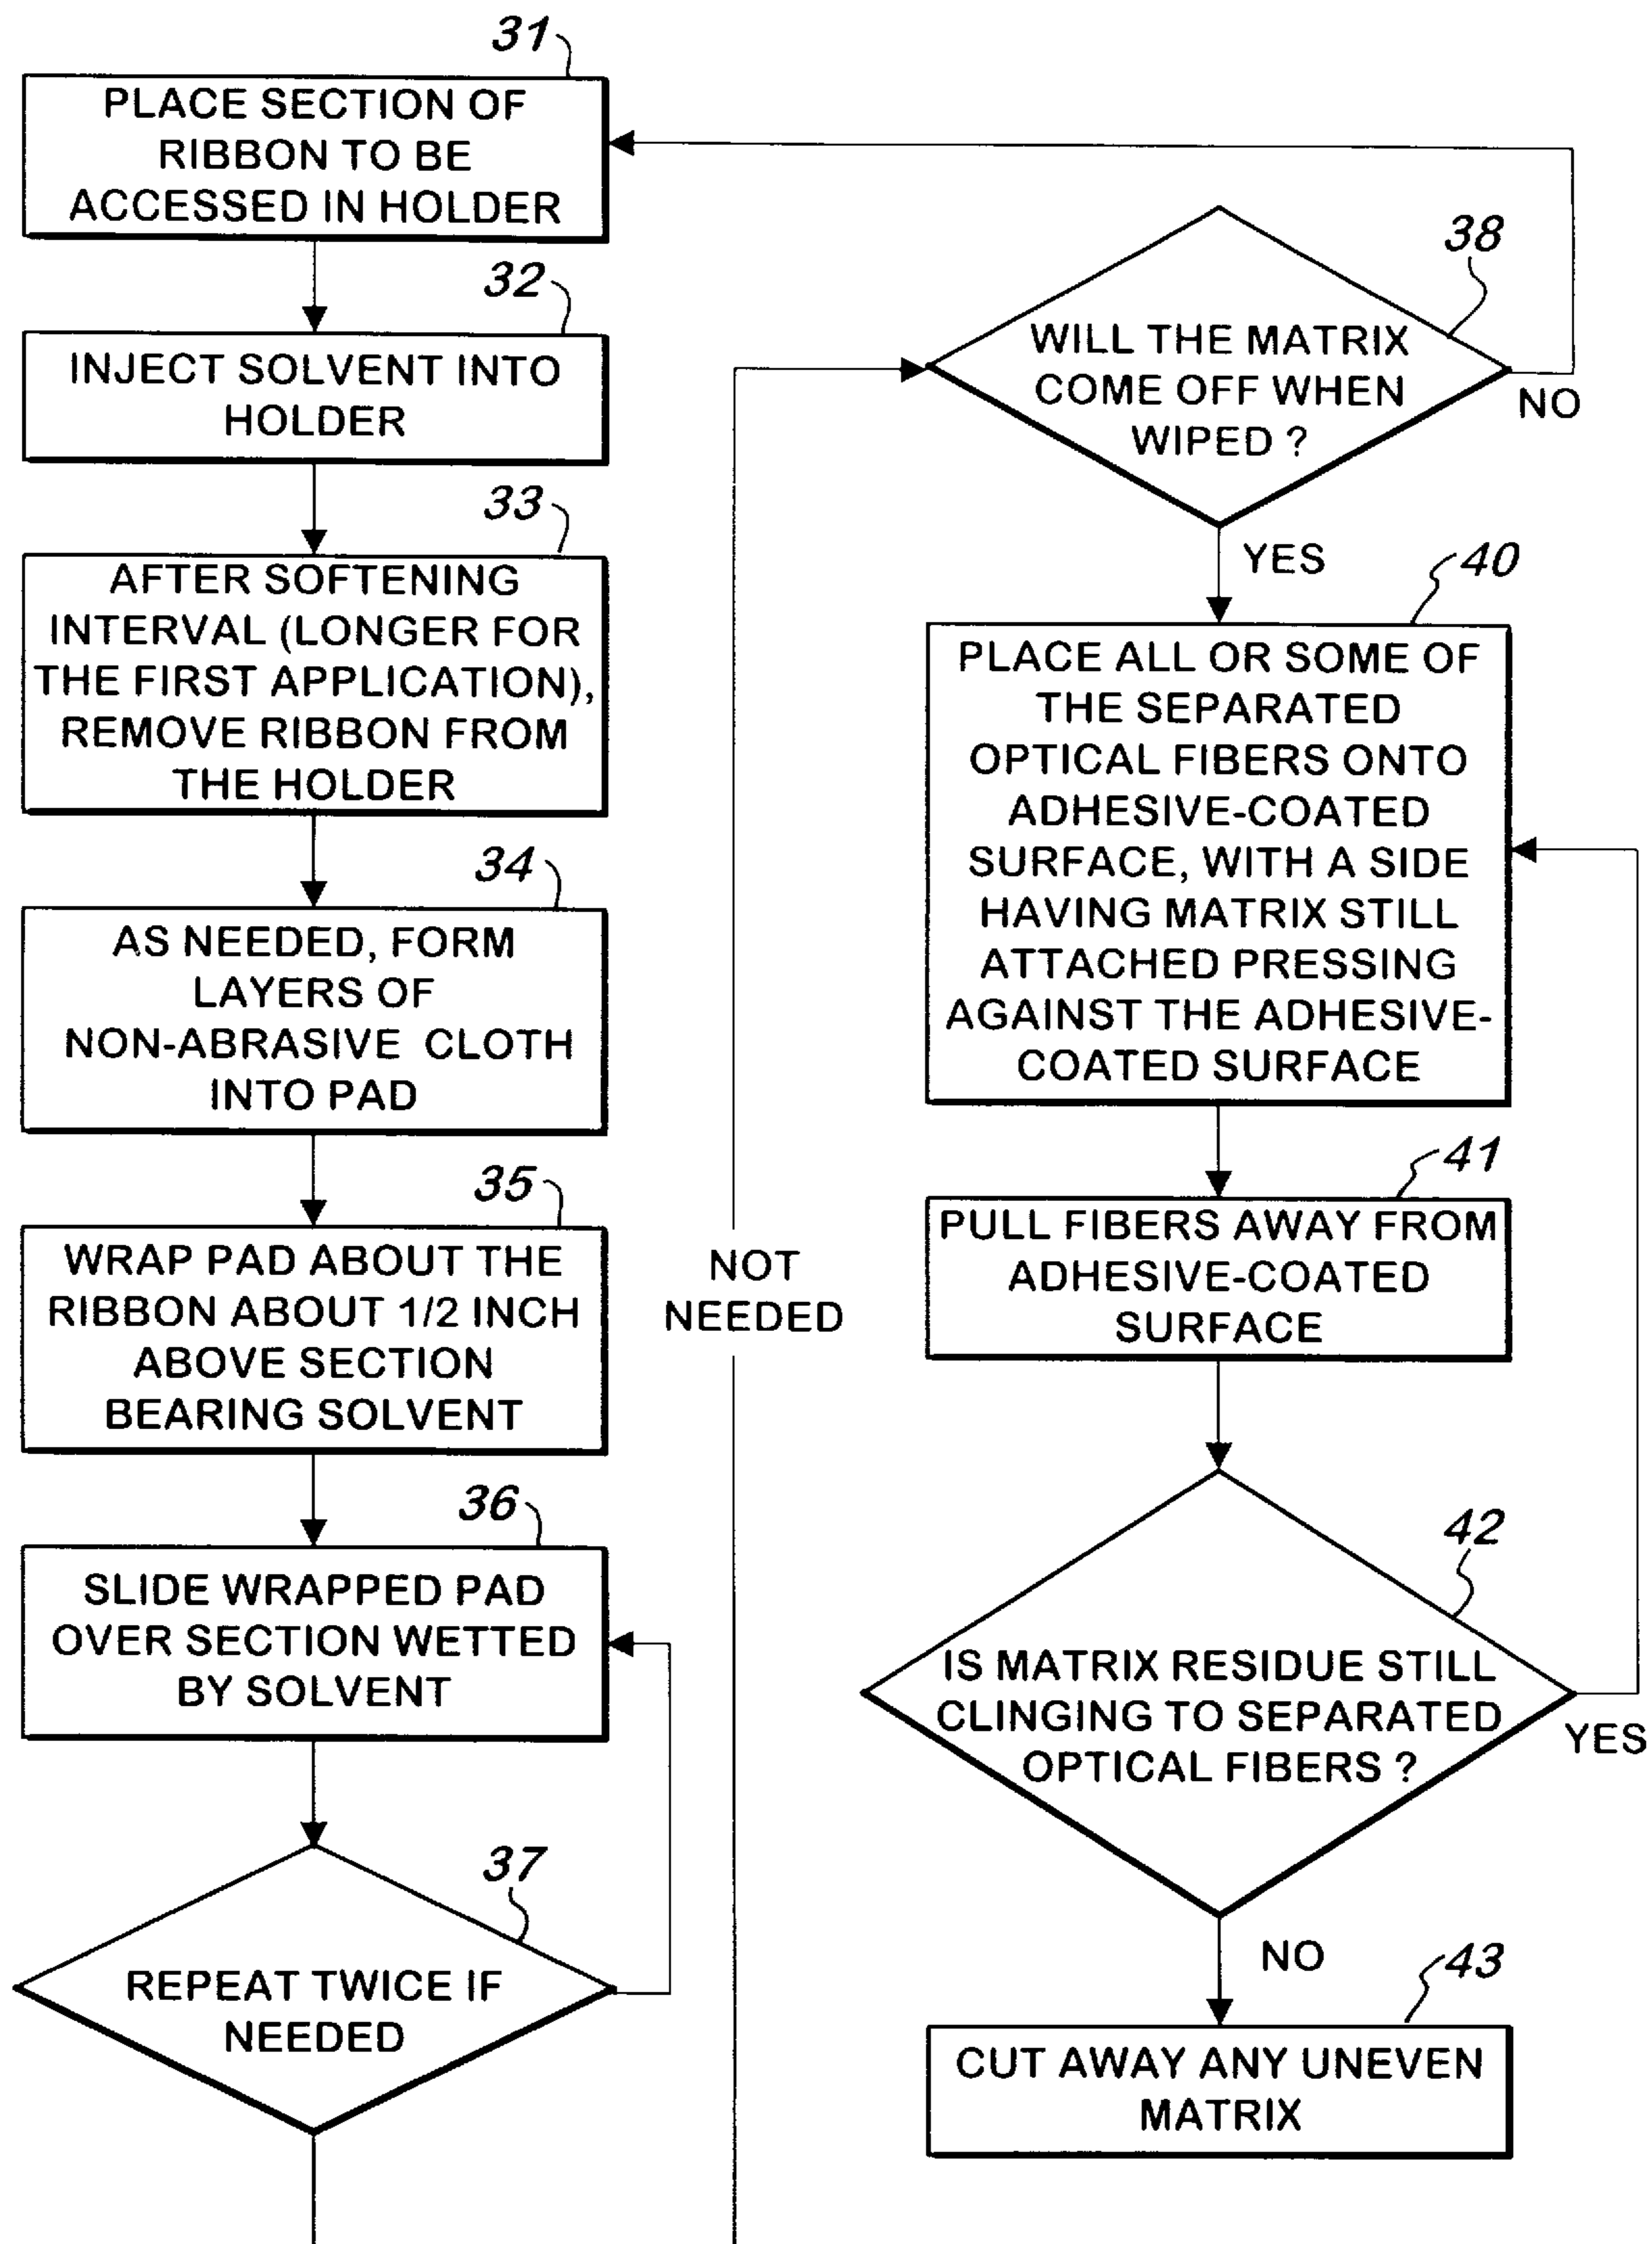 31
PLACE SECTION OF
RIBBON TO BE
ACCESSED IN HOLDER
32
INJECT SOLVENT INTO
HOLDER
33
AFTER SOFTENING
INTERVAL (LONGER FOR
THE FIRST APPLICATION),
REMOVE RIBBON FROM
THE HOLDER
34
AS NEEDED, FORM
LAYERS OF
NON-ABRASIVE CLOTH
INTO PAD
35
WRAP PAD ABOUT THE
RIBBON ABOUT 1/2 INCH
ABOVE SECTION
BEARING SOLVENT
36
SLIDE WRAPPED PAD
OVER SECTION WETTED
BY SOLVENT
37
REPEAT TWICE IF
NEEDED
NOT
NEEDED
38
WILL THE MATRIX
COME OFF WHEN
WIPED ?
NO
YES
40
PLACE ALL OR SOME OF
THE SEPARATED
OPTICAL FIBERS ONTO
ADHESIVE-COATED
SURFACE, WITH A SIDE
HAVING MATRIX STILL
ATTACHED PRESSING
AGAINST THE ADHESIVE-
COATED SURFACE
41
PULL FIBERS AWAY FROM
ADHESIVE-COATED
SURFACE
42
IS MATRIX RESIDUE STILL
CLINGING TO SEPARATED
OPTICAL FIBERS ?
YES
NO
43
CUT AWAY ANY UNEVEN
MATRIX